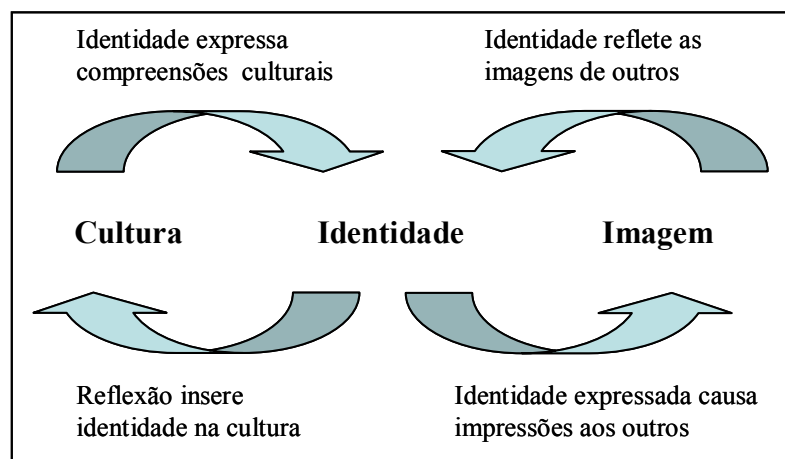 Identidade expressa
compreensões culturais
Identidade reflete as
imagens de outros
Cultura
Identidade
Imagem
Reflexão insere
identidade na cultura
Identidade expressada causa
impressões aos outros